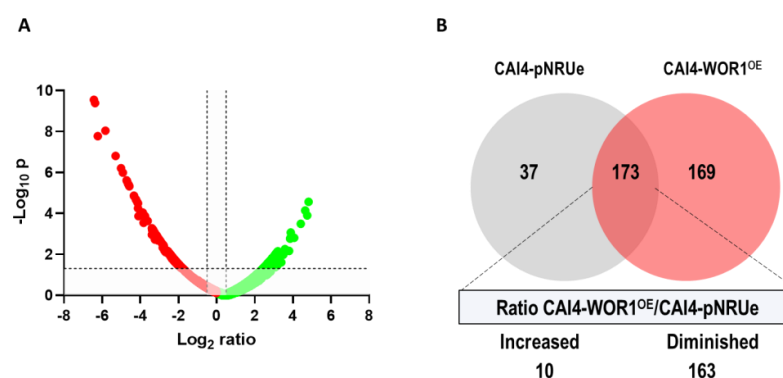 A
B
CAI4-pNRUe
CAI4-WOR1OE
10
8
6
4
2
0
-Log10 p
-8 -6 -4 -2 0 2 4 6 8
Log2 ratio
37 173 169
Ratio CAI4-WOR1OE/CAI4-pNRUe
Increased Diminished
10 163